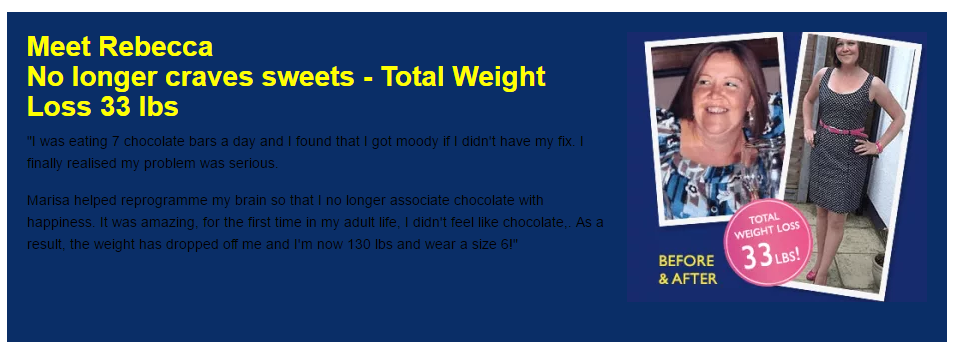 Meet Rebecca
No longer craves sweets - Total Weight
Loss 33 lbs
"I was eating 7 chocolate bars a day and I found that I got moody if I didn't have my fix. I
finally realised my problem was serious.
Marisa helped reprogramme my brain so that I no longer associate chocolate with
happiness. It was amazing, for the first time in my adult life, I didn't feel like chocolate,. As a
result, the weight has dropped off me and I'm now 130 lbs and wear a size 6!"
TOTAL
WEIGHT LOSS
33 LBS!
BEFORE
& AFTER